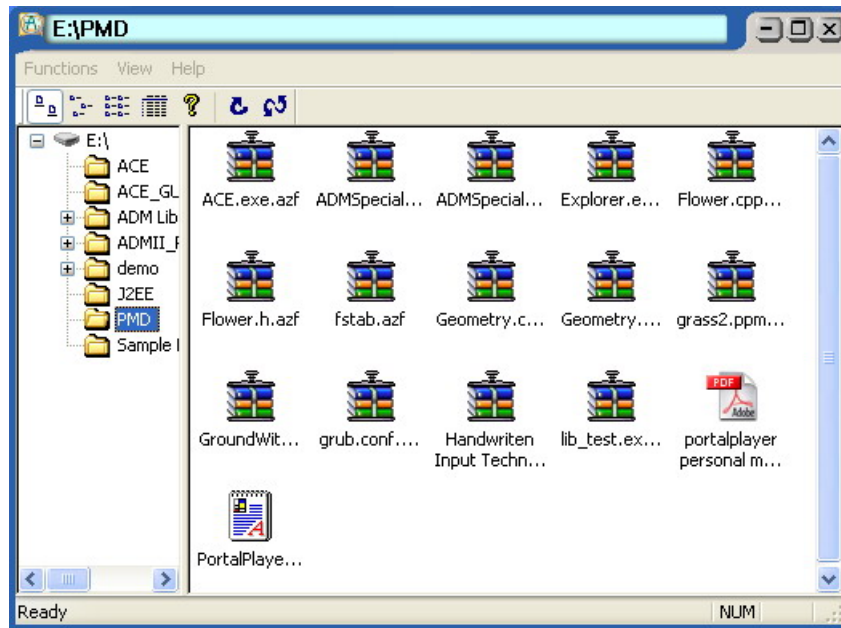 E:\PMD
Functions View Help
E:\
ACE
ACE_GL
ADM Lib
ADMII_F
demo
J2EE
PMD
Sample I
ACE.exe.azf ADMSpecial... ADMSpecial... Explorer.e... Flower.cpp...
Flower.h.azf fstab.azf Geometry.c... Geometry.... grass2.ppm...
GroundWit... grub.conf.... Handwriten lib_test.ex... portalplayer
Input Techn... personal m...
PDF
Adobe
PortalPlaye...
Ready NUM